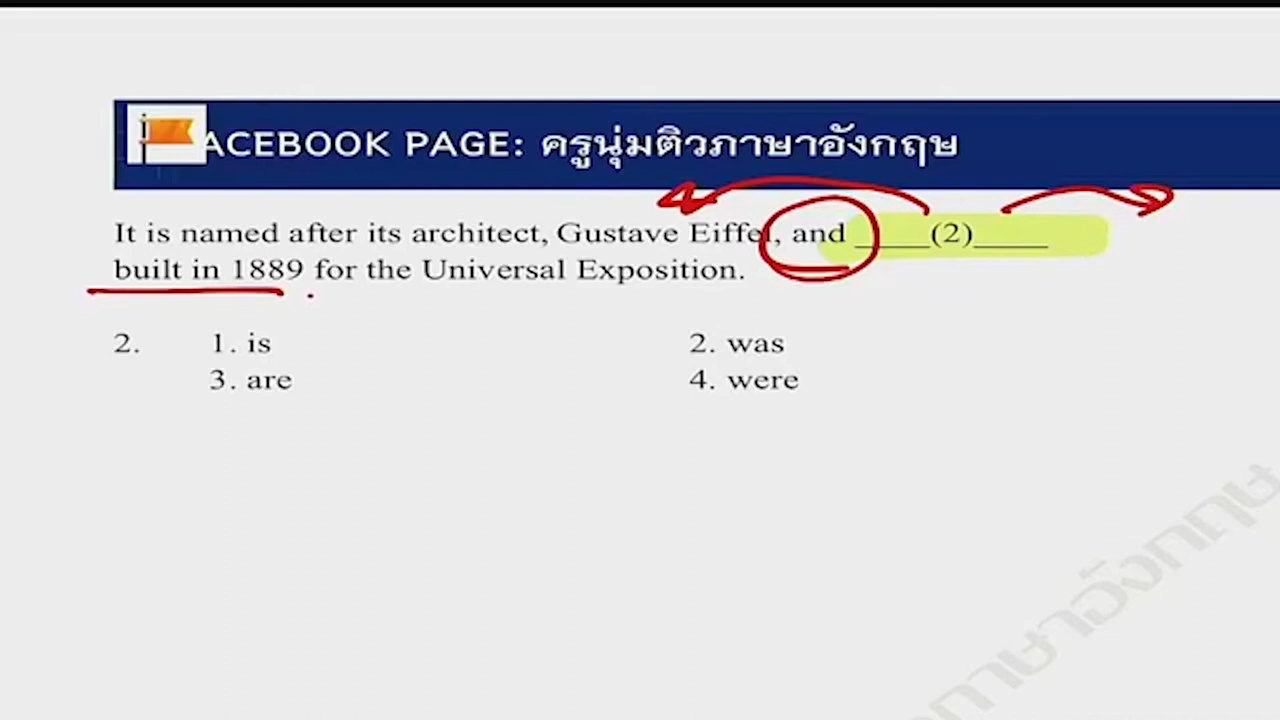 ACEBOOK PAGE: ครูนุ่มติวภาษาอังกฤษ
It is named after its architect, Gustave Eiffel, and ____(2)____
built in 1889 for the Universal Exposition.
2. 1. is 2. was
3. are 4. were